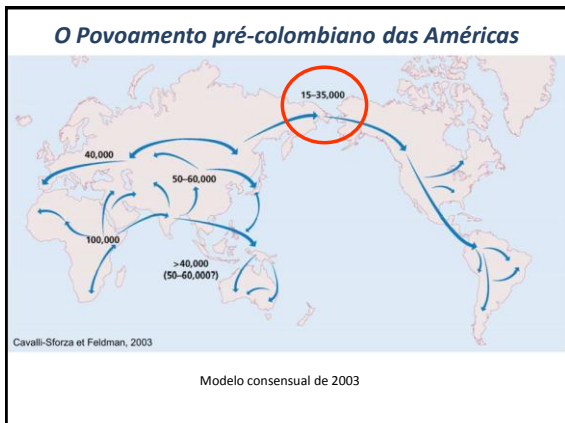 O Povoamento pré-colombiano das Américas
15–35,000
40,000
50–60,000
100,000
>40,000
(50–60,000?)
Cavalli-Sforza et Feldman, 2003
Modelo consensual de 2003